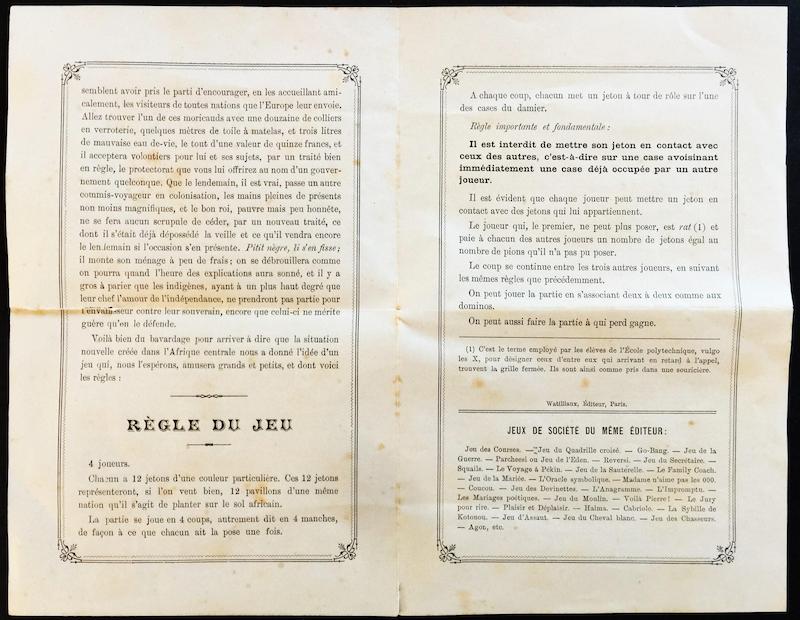 semblent avoir pris le parti d'encourager, en les accueillant ami-
calement, les visiteurs de toutes nations que l'Europe leur envoie.
Allez trouver l'un de ces moricauds avec une douzaine de colliers
en verroterie, quelques mètres de toile à matelas, et trois litres
de mauvaise eau-de-vie, le tout d'une valeur de quinze francs, et
il acceptera volontiers pour lui et ses sujets, par un traité bien
en règle, le protectorat que vous lui offrirez au nom d'un gouver-
nement quelconque. Que le lendemain, il est vrai, passe un autre
commis-voyageur en colonisation, les mains pleines de présents
non moins magnifiques, et le bon roi, pauvre mais peu honnête,
ne se fera aucun scrupule de céder, par un nouveau traité, ce
dont il s'était déjà dépossédé la veille et ce qu'il vendra encore
le lendemain si l'occasion s'en présente. Pitit nègre, li s'en fisse;
il monte son ménage à peu de frais; on se débrouillera comme
on pourra quand l'heure des explications aura sonné, et il y a
gros à parier que les indigènes, ayant à un plus haut degré que
leur chef l'amour de l'indépendance, ne prendront pas partie pour
l'envahisseur contre leur souverain, encore que celui-ci ne mérite
guère qu'on le défende.
Voilà bien du bavardage pour arriver à dire que la situation
nouvelle créée dans l'Afrique centrale nous a donné l'idée d'un
jeu qui, nous l'espérons, amusera grands et petits, et dont voici
les règles :
RÈGLE DU JEU
4 joueurs.
Chacun a 12 jetons d'une couleur particulière. Ces 12 jetons
représenteront, si l'on veut bien, 12 pavillons d'une même
nation qu'il s'agit de planter sur le sol africain.
La partie se joue en 4 coups, autrement dit en 4 manches,
de façon à ce que chacun ait la pose une fois.
A chaque coup, chacun met un jeton à tour de rôle sur l'une
des cases du damier.
Règle importante et fondamentale :
Il est interdit de mettre son jeton en contact avec
ceux des autres, c'est-à-dire sur une case avoisinant
immédiatement une case déjà occupée par un autre
joueur.
Il est évident que chaque joueur peut mettre un jeton en
contact avec des jetons qui lui appartiennent.
Le joueur qui, le premier, ne peut plus poser, est rat (1) et
paie à chacun des autres joueurs un nombre de jetons égal au
nombre de pions qu'il n'a pas pu poser.
Le coup se continue entre les trois autres joueurs, en suivant
les mêmes règles que précédemment.
On peut jouer la partie en s'associant deux à deux comme aux
dominos.
On peut aussi faire la partie à qui perd gagne.
(1) C'est le terme employé par les élèves de l'École polytechnique, vulgo
les X, pour désigner ceux d'entre eux qui arrivant en retard à l'appel,
trouvent la grille fermée. Ils sont ainsi comme pris dans une souricière.
Watilliaux, Éditeur, Paris.
JEUX DE SOCIÉTÉ DU MÊME ÉDITEUR :
Jeu des Courses. — Jeu du Quadrille croisé. — Go-Bang. — Jeu de la
Guerre. — Parcheesi ou Jeu de l'Eden. — Reversi. — Jeu du Secrétaire. —
Squails. — Le Voyage à Pékin. — Jeu de la Sauterelle. — Le Family Coach.
— Jeu de la Mariée. — L'Oracle symbolique. — Madame n'aime pas les 000.
— Coucou. — Jeu des Devinettes. — L'Anagramme. — L'Impromptu. —
Les Mariages poétiques. — Jeu du Moulin. — Voilà Pierre! — Le Jury
pour rire. — Plaisir et Déplaisir. — Halma. — Cabriole. — La Sybille de
Kotonou. — Jeu d'Assaut. — Jeu du Cheval blanc. — Jeu des Chasseurs.
— Agon, etc.